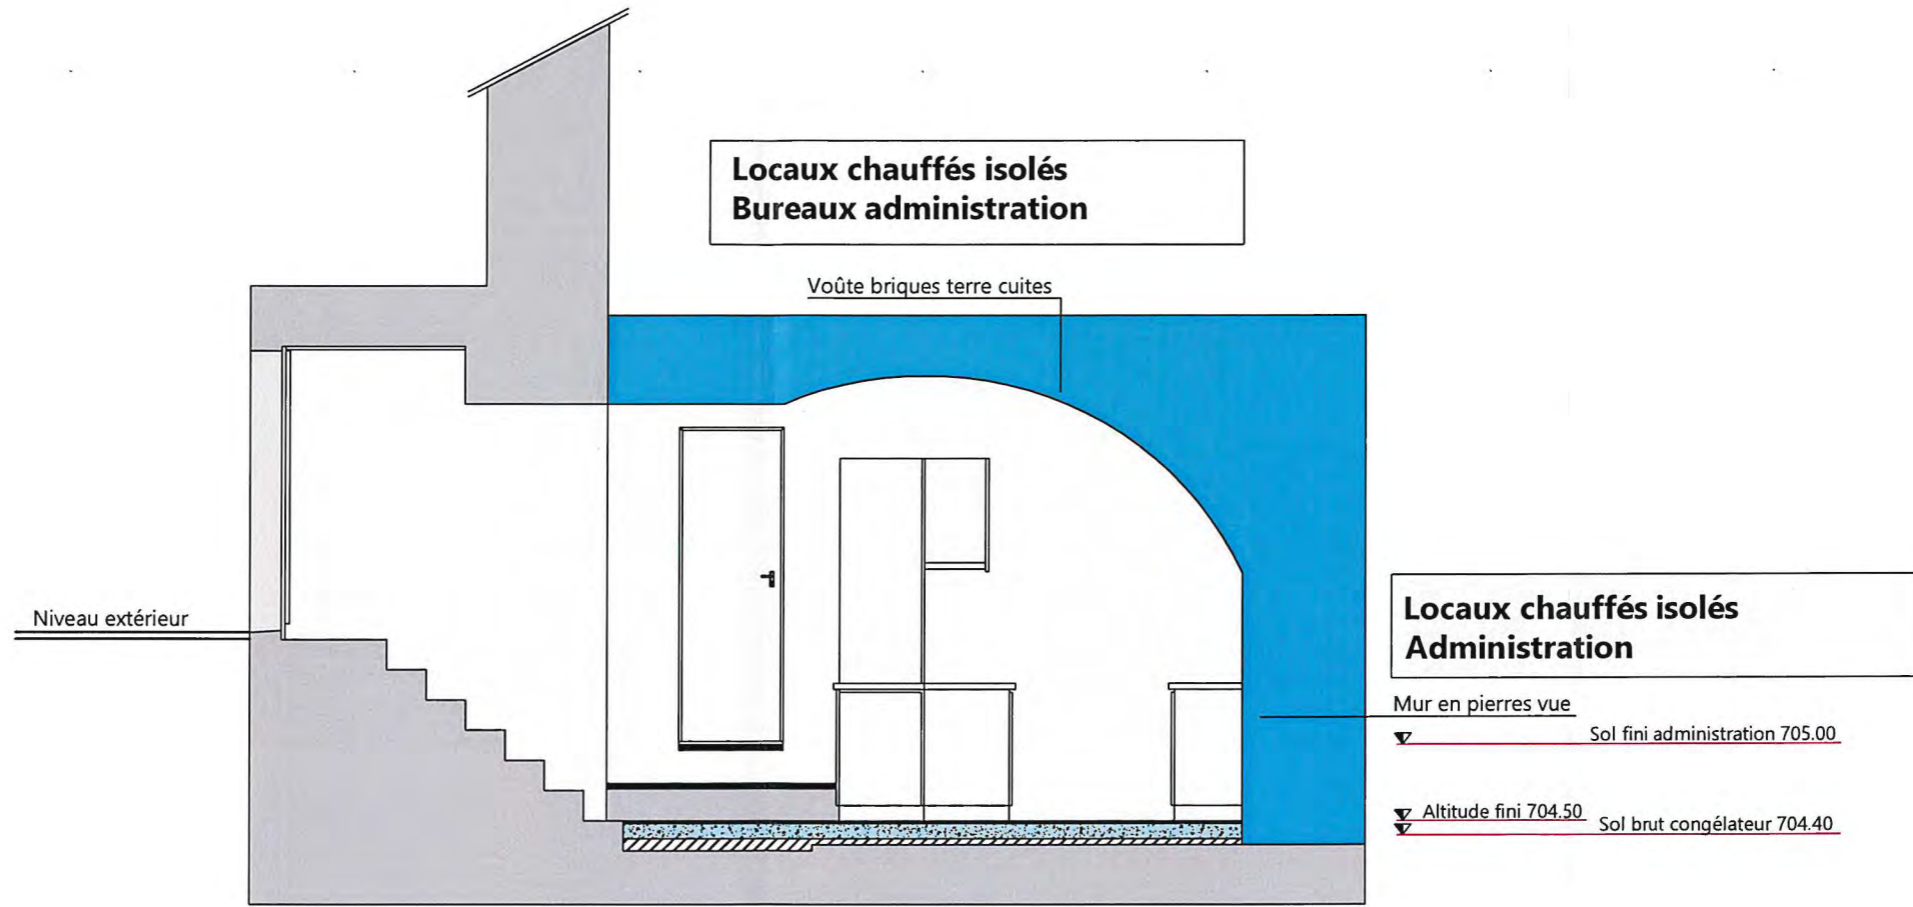 Locaux chauffés isolés
Bureaux administration
Voûte briques terre cuites
Niveau extérieur
Locaux chauffés isolés
Administration
Mur en pierres vue
Sol fini administration 705.00
Altitude fini 704.50
Sol brut congélateur 704.40